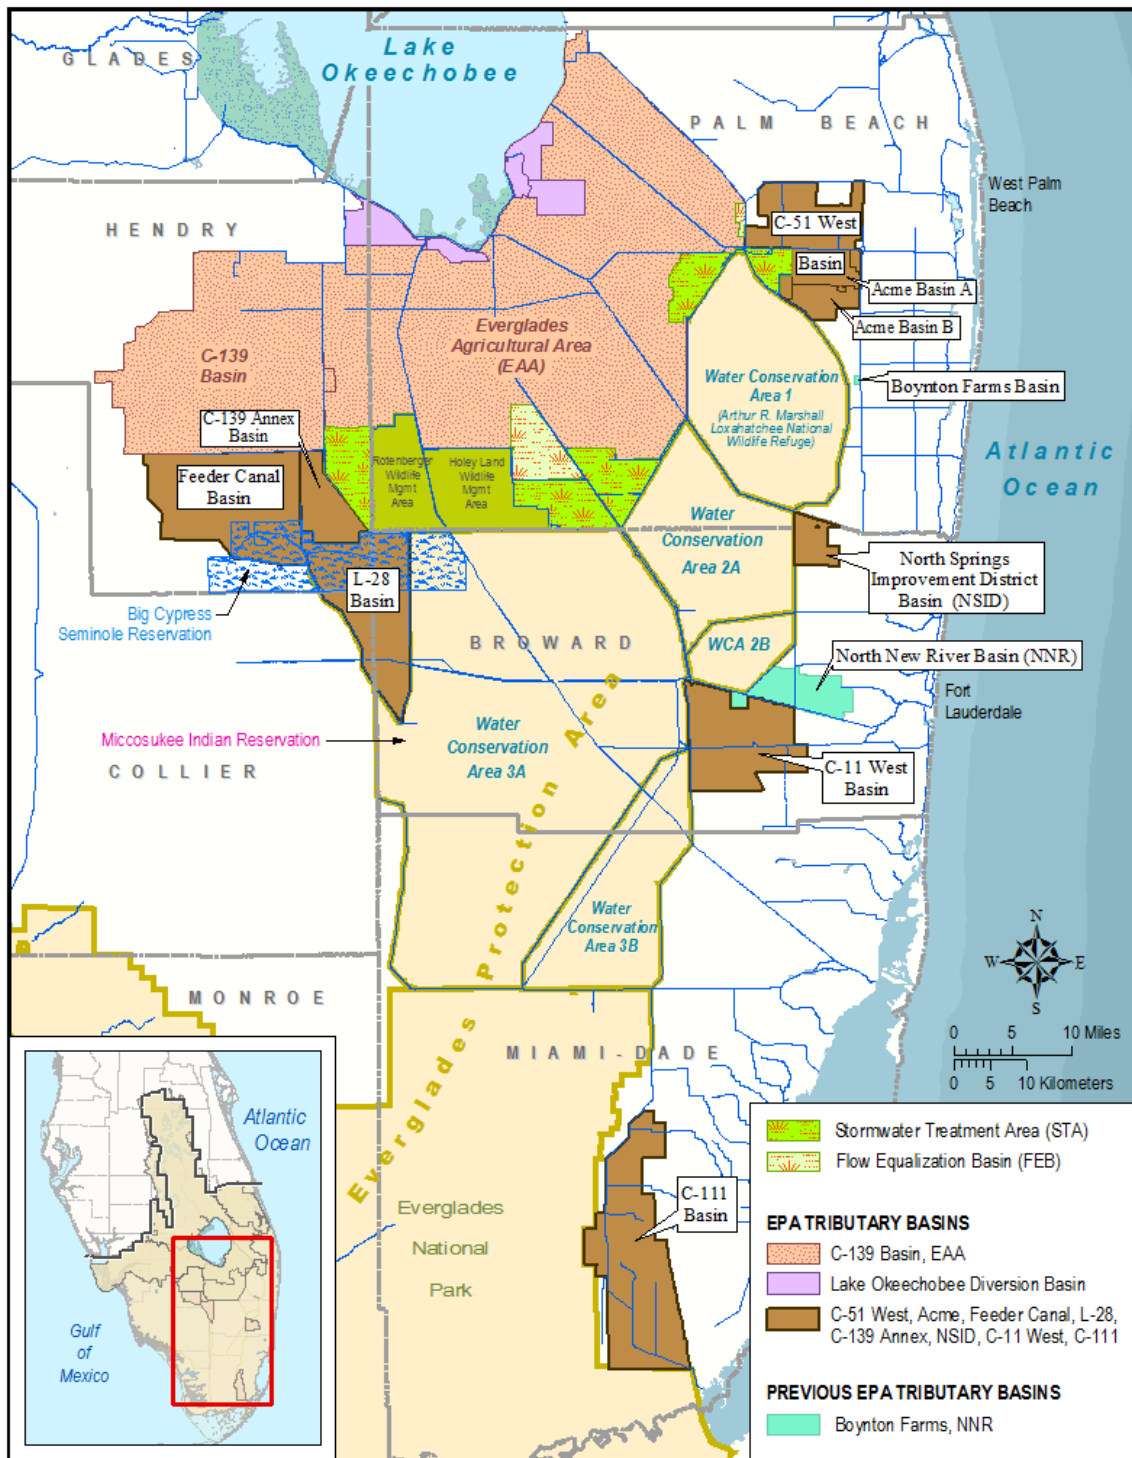 Lake
Okeechobee
GLADES
PALM BEACH
West Palm
Beach
HENDRY
C-51 West
Basin
Acme Basin A
Acme Basin B
Everglades
Agricultural Area
(EAA)
C-139
Basin
Water Conservation
Area 1
(Arthur R. Marshall
Loxahatchee National
Wildlife Refuge)
Boynton Farms Basin
C-139 Annex
Basin
Atlantic
Ocean
Feeder Canal
Basin
Rotenberger
Wildlife
Mgmt
Area
Holey Land
Wildlife
Mgmt
Area
Water
Conservation
Area 2A
North Springs
Improvement District
Basin (NSID)
L-28
Basin
Big Cypress
Seminole Reservation
BROWARD
WCA 2B
North New River Basin (NNR)
Fort
Lauderdale
Miccosukee Indian Reservation
Water
Conservation
Area 3A
COLLIER
C-11 West
Basin
Everglades Protection Area
Water
Conservation
Area 3B
N
W
E
S
MONROE
MIAMI-DADE
0 5 10 Miles
0 5 10 Kilometers
Everglades
National
Park
C-111
Basin
Atlantic
Ocean
Gulf
of
Mexico
Stormwater Treatment Area (STA)
Flow Equalization Basin (FEB)
EPA TRIBUTARY BASINS
C-139 Basin, EAA
Lake Okeechobee Diversion Basin
C-51 West, Acme, Feeder Canal, L-28,
C-139 Annex, NSID, C-11 West, C-111
PREVIOUS EPA TRIBUTARY BASINS
Boynton Farms, NNR